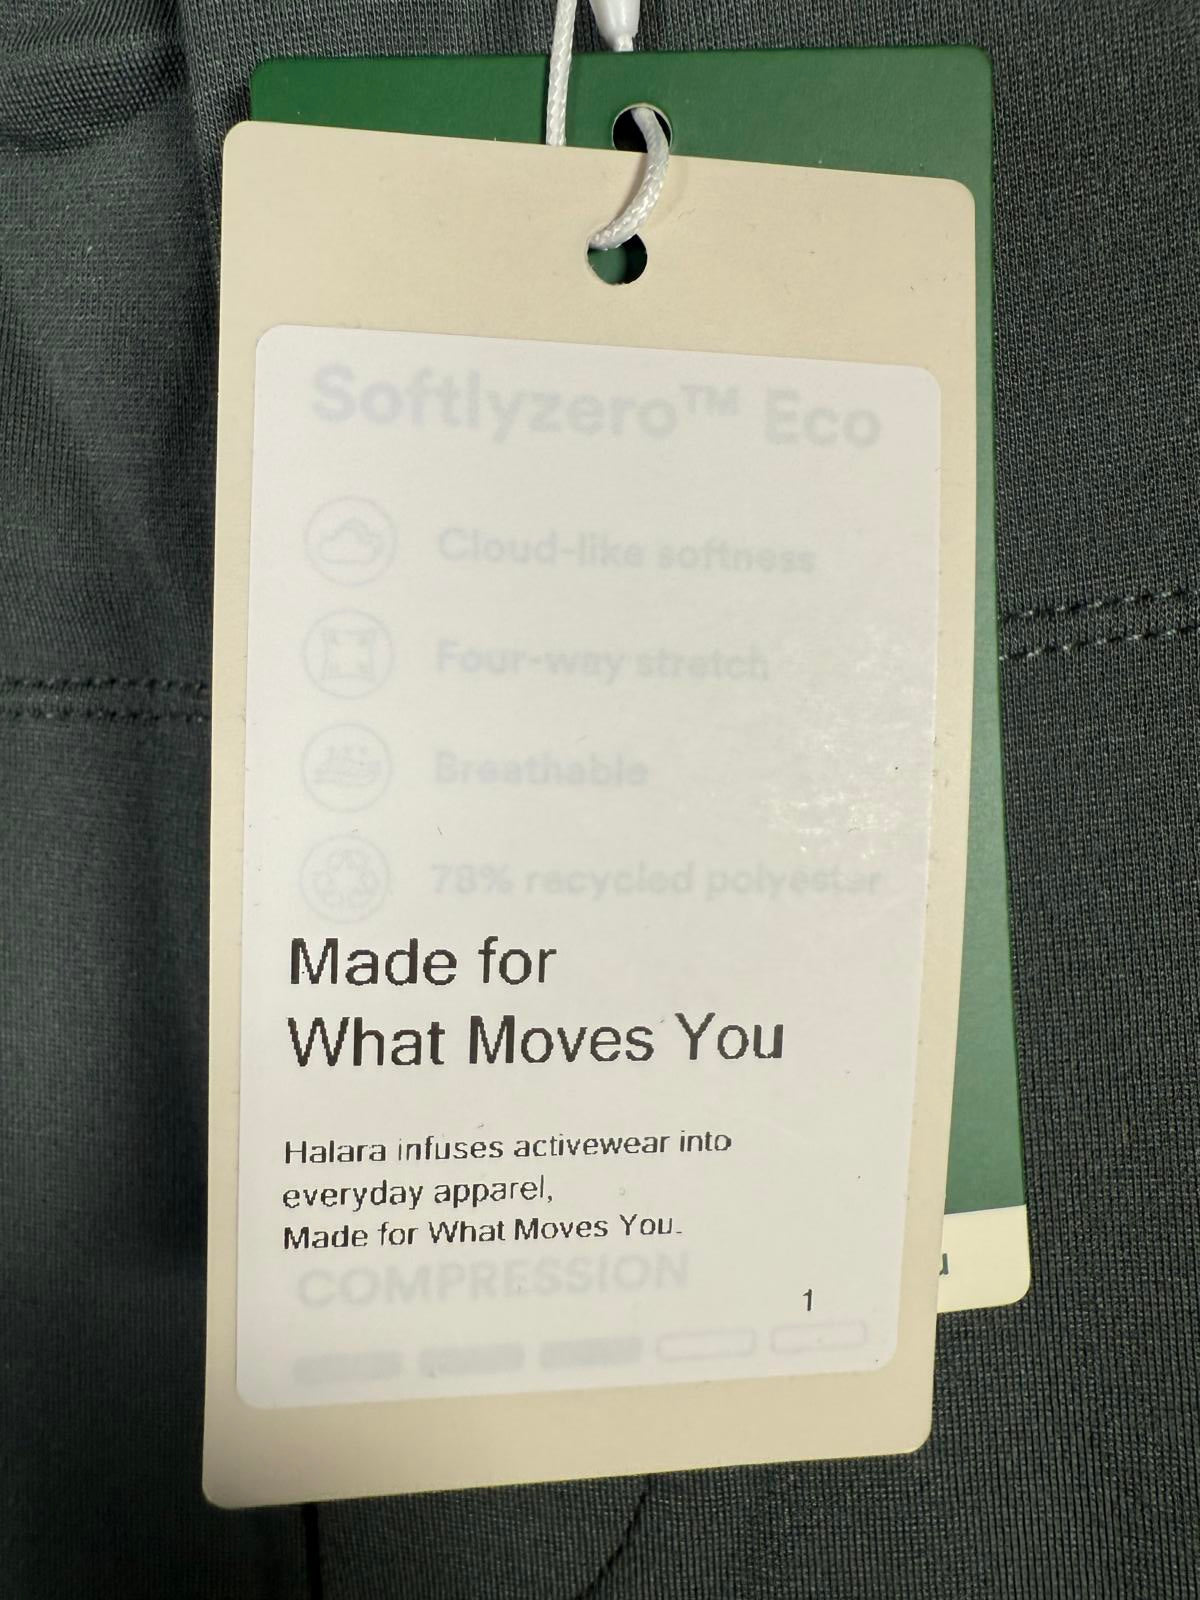 Softlyzero™ Eco
Cloud-like softness
Four-way stretch
Breathable
78% recycled polyester
Made for
What Moves You
Halara infuses activewear into
everyday apparel,
Made for What Moves You.
COMPRESSION
1
u